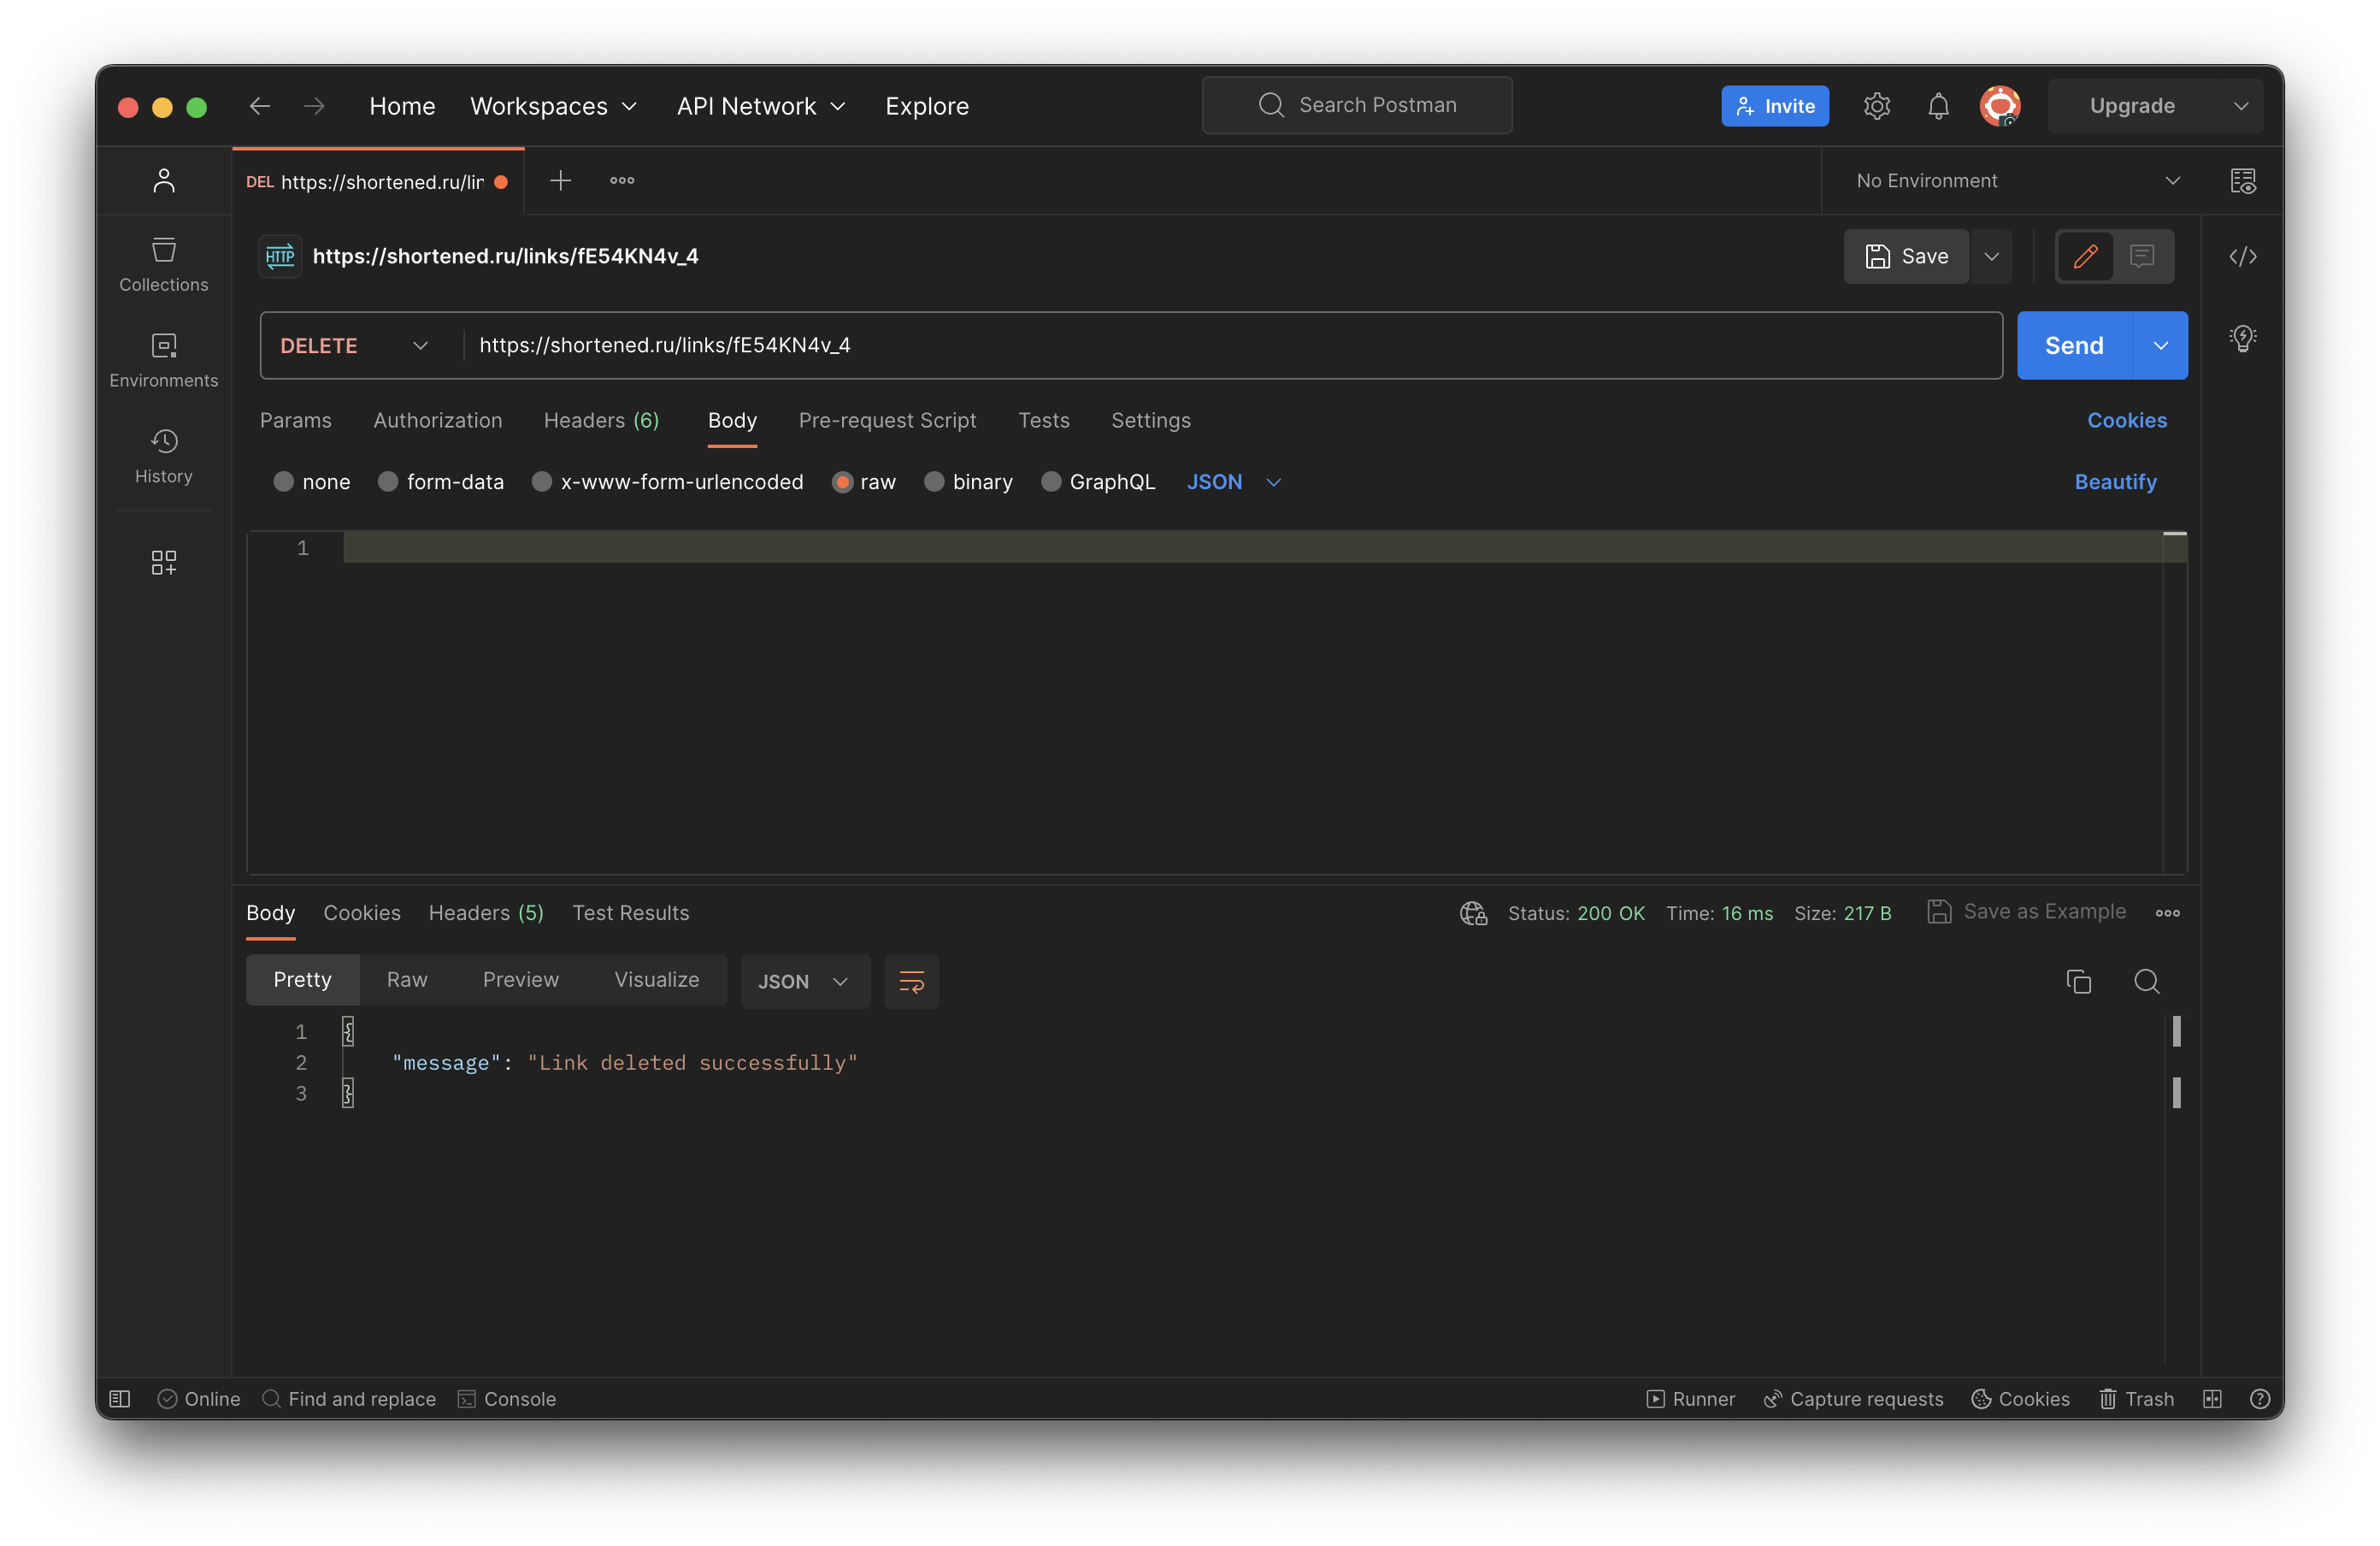 Home Workspaces API Network Explore Search Postman Invite Upgrade
DEL https://shortened.ru/lin No Environment
HTTP https://shortened.ru/links/fE54KN4v_4 Save
Collections
DELETE https://shortened.ru/links/fE54KN4v_4 Send
Environments
Params Authorization Headers (6) Body Pre-request Script Tests Settings Cookies
History
none form-data x-www-form-urlencoded raw binary GraphQL JSON Beautify
1
Body Cookies Headers (5) Test Results Status: 200 OK Time: 16 ms Size: 217 B Save as Example
Pretty Raw Preview Visualize JSON
1 {
2 "message": "Link deleted successfully"
3 }
Online Find and replace Console Runner Capture requests Cookies Trash